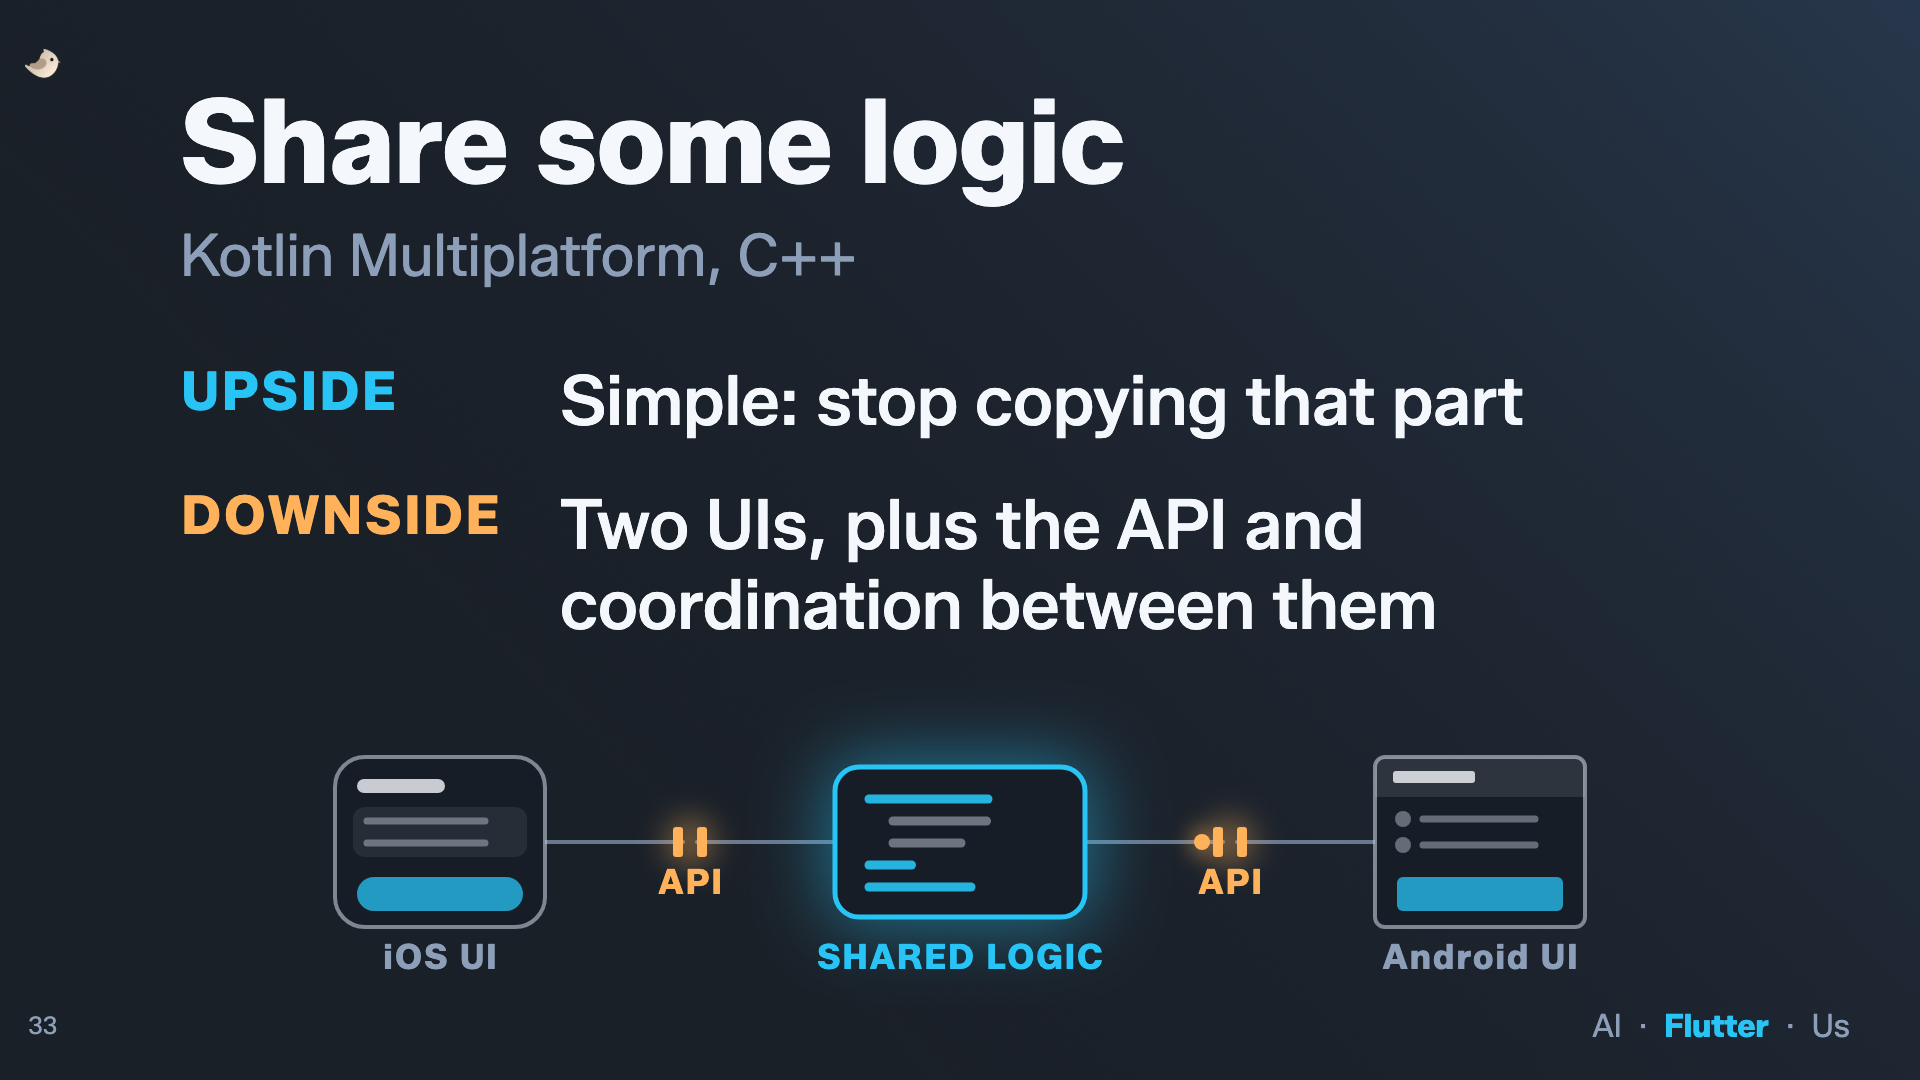 Share some logic
Kotlin Multiplatform, C++
UPSIDE
Simple: stop copying that part
DOWNSIDE
Two UIs, plus the API and
coordination between them
API
API
iOS UI
SHARED LOGIC
Android UI
33
AI · Flutter · Us